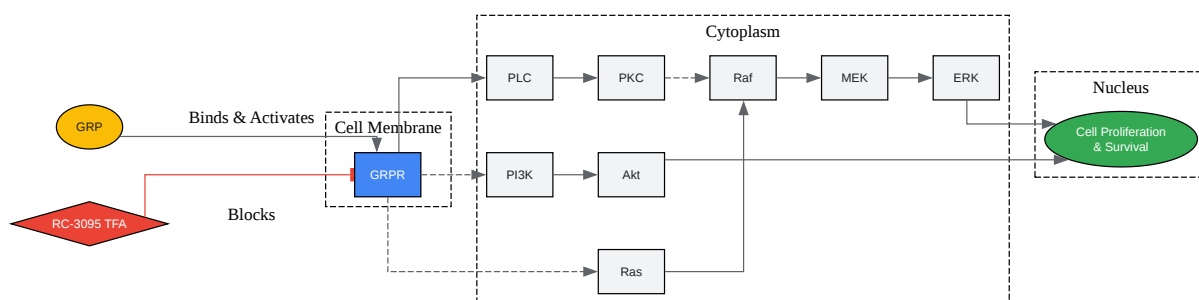 Cytoplasm
PLC
PKC
Raf
MEK
ERK
Nucleus
GRP
Binds & Activates
Cell Membrane
Cell Proliferation
& Survival
GRPR
PI3K
Akt
RC-3095 TFA
Blocks
Ras